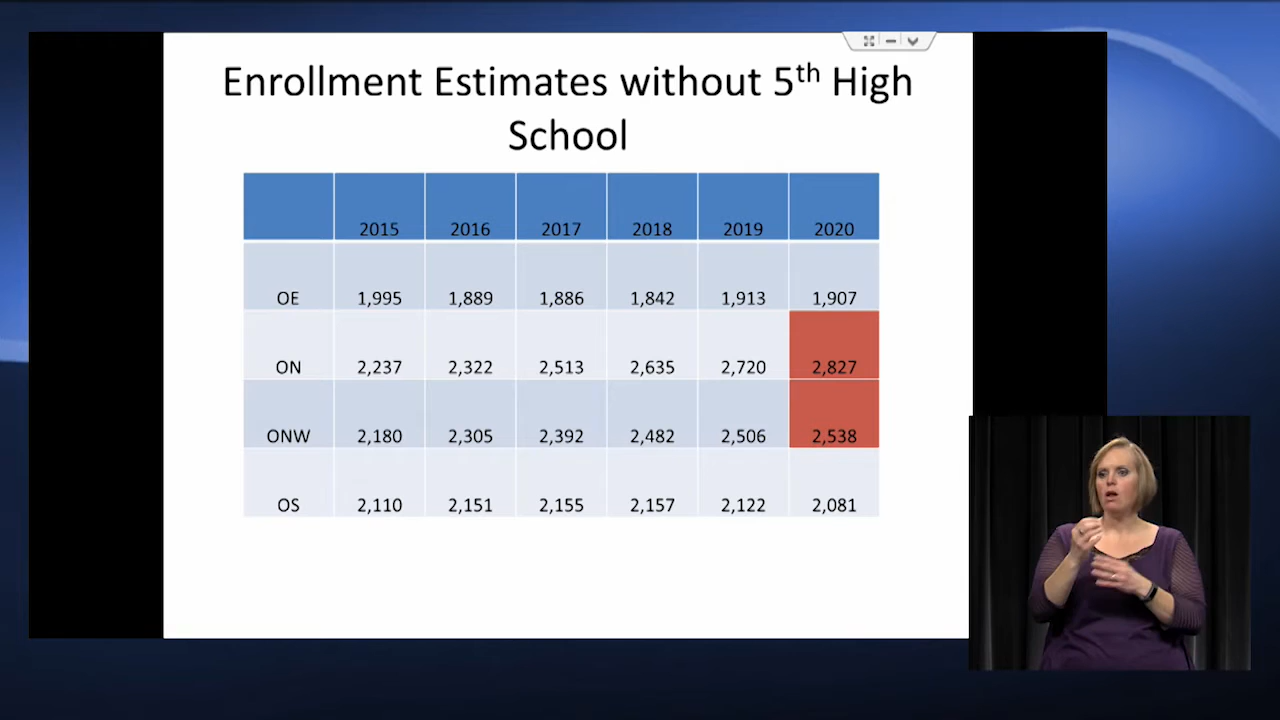 Enrollment Estimates without 5th High
School
2015 2016 2017 2018 2019 2020
OE 1,995 1,889 1,886 1,842 1,913 1,907
ON 2,237 2,322 2,513 2,635 2,720 2,827
ONW 2,180 2,305 2,392 2,482 2,506 2,538
OS 2,110 2,151 2,155 2,157 2,122 2,081